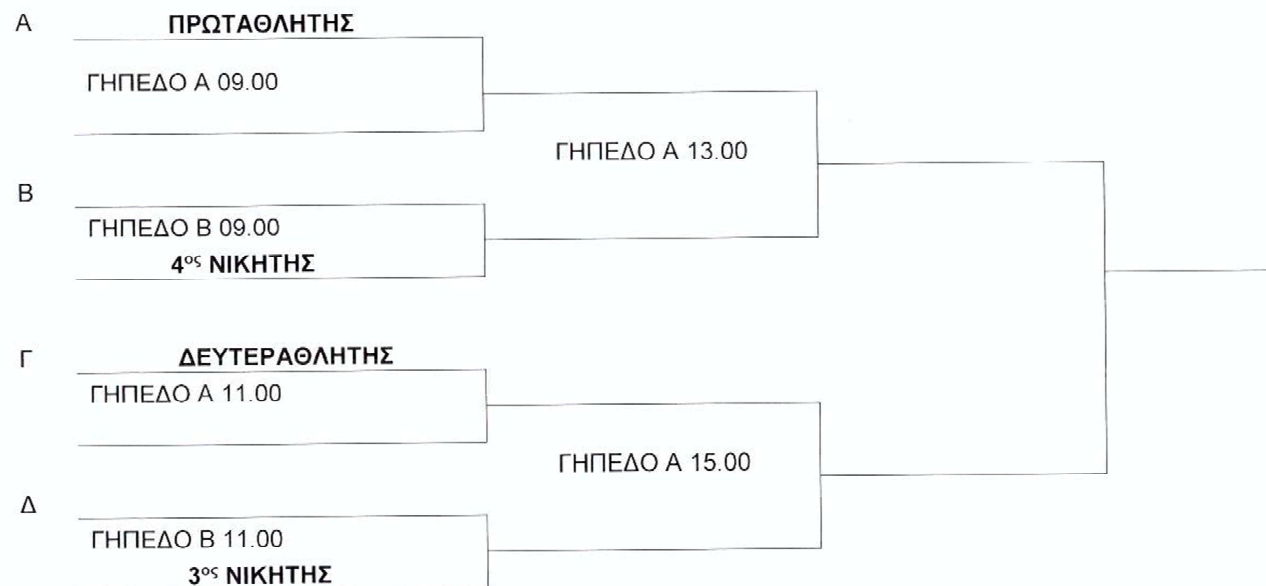 Α ΠΡΩΤΑΘΛΗΤΗΣ
ΓΗΠΕΔΟ Α 09.00
ΓΗΠΕΔΟ Α 13.00
Β
ΓΗΠΕΔΟ Β 09.00
4ος ΝΙΚΗΤΗΣ
Γ ΔΕΥΤΕΡΑΘΛΗΤΗΣ
ΓΗΠΕΔΟ Α 11.00
ΓΗΠΕΔΟ Α 15.00
Δ
ΓΗΠΕΔΟ Β 11.00
3ος ΝΙΚΗΤΗΣ